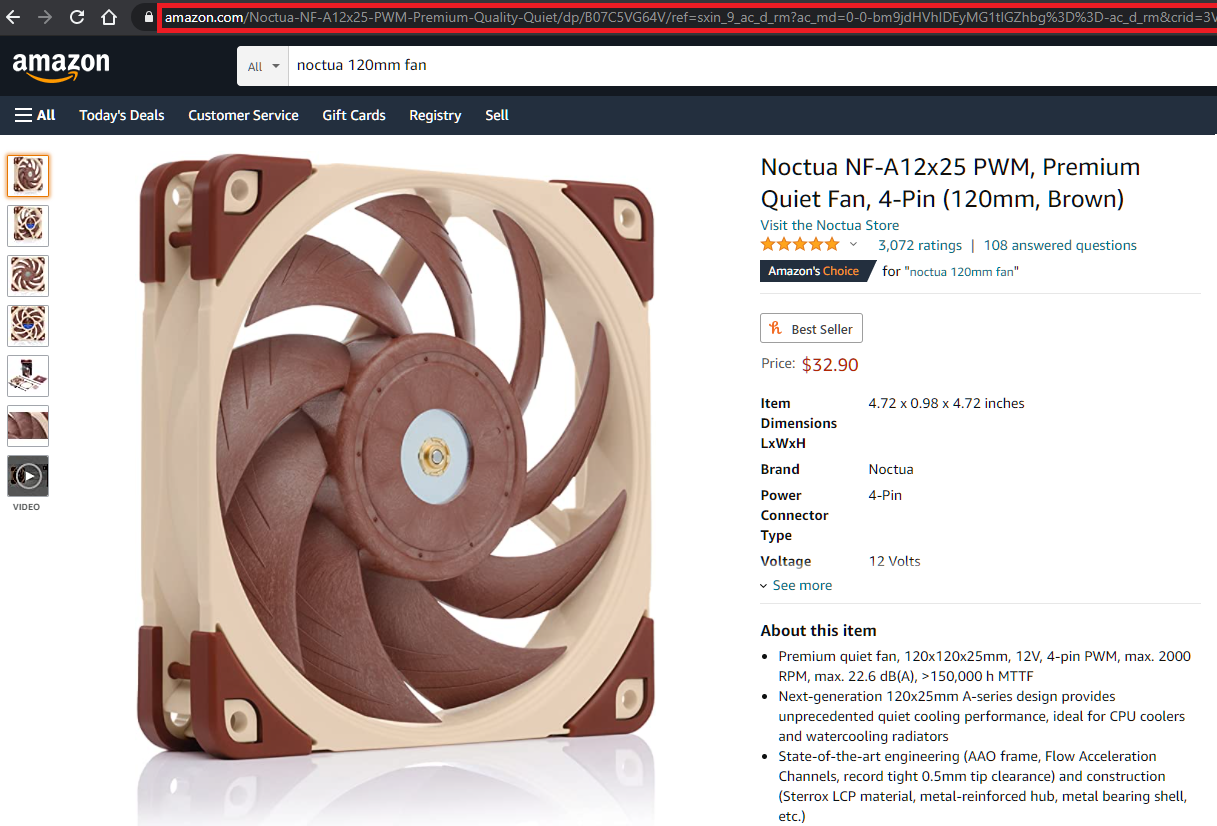 amazon.com/Noctua-NF-A12x25-PWM-Premium-Quality-Quiet/dp/B07C5VG64V/ref=sxin_9_ac_d_rm?ac_md=0-0-bm9jdHVhIDEyMG1tIGZhbg%3D%3D-ac_d_rm&crid=3V
amazon
All noctua 120mm fan
All Today's Deals Customer Service Gift Cards Registry Sell
Noctua NF-A12x25 PWM, Premium
Quiet Fan, 4-Pin (120mm, Brown)
Visit the Noctua Store
3,072 ratings | 108 answered questions
Amazon's Choice for "noctua 120mm fan"
Best Seller
Price: $32.90
Item 4.72 x 0.98 x 4.72 inches
Dimensions
LxWxH
Brand Noctua
Power 4-Pin
Connector
Type
Voltage 12 Volts
See more
VIDEO
About this item
• Premium quiet fan, 120x120x25mm, 12V, 4-pin PWM, max. 2000
RPM, max. 22.6 dB(A), >150,000 h MTTF
• Next-generation 120x25mm A-series design provides
unprecedented quiet cooling performance, ideal for CPU coolers
and watercooling radiators
• State-of-the-art engineering (AAO frame, Flow Acceleration
Channels, record tight 0.5mm tip clearance) and construction
(Sterrox LCP material, metal-reinforced hub, metal bearing shell,
etc.)